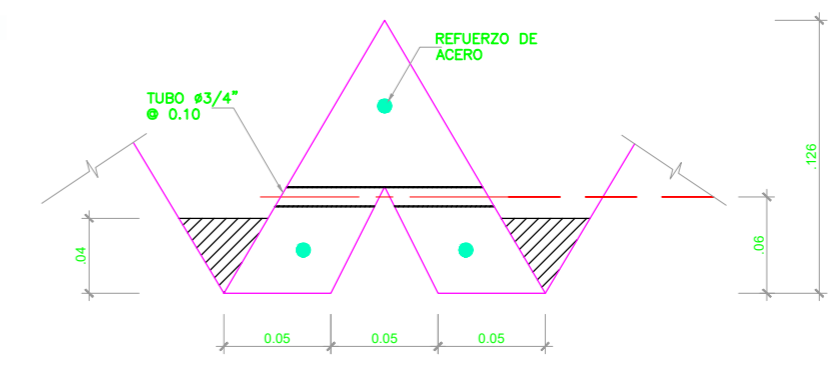 REFUERZO DE
ACERO
TUBO ø3/4"
@ 0.10
.126
.04
.06
0.05
0.05
0.05